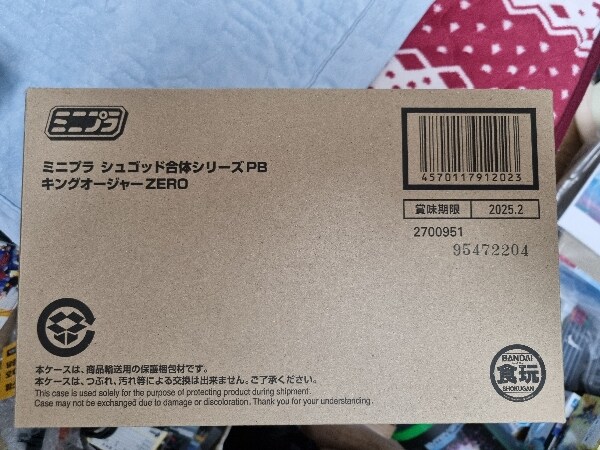 ミニプラ
ミニプラ シュゴッド合体シリーズPB
キングオージャーZERO
4570117912023
賞味期限 2025.2
2700951
95472204
本ケースは、商品輸送用の保護梱包材です。
本ケースは、つぶれ、汚れ等による交換は出来ません。ご了承ください。
This case is used solely for the purpose of protecting product during shipment.
Case may not be exchanged due to damage or discoloration. Thank you for your understanding.
BANDAI
食玩
SHOKUGAN